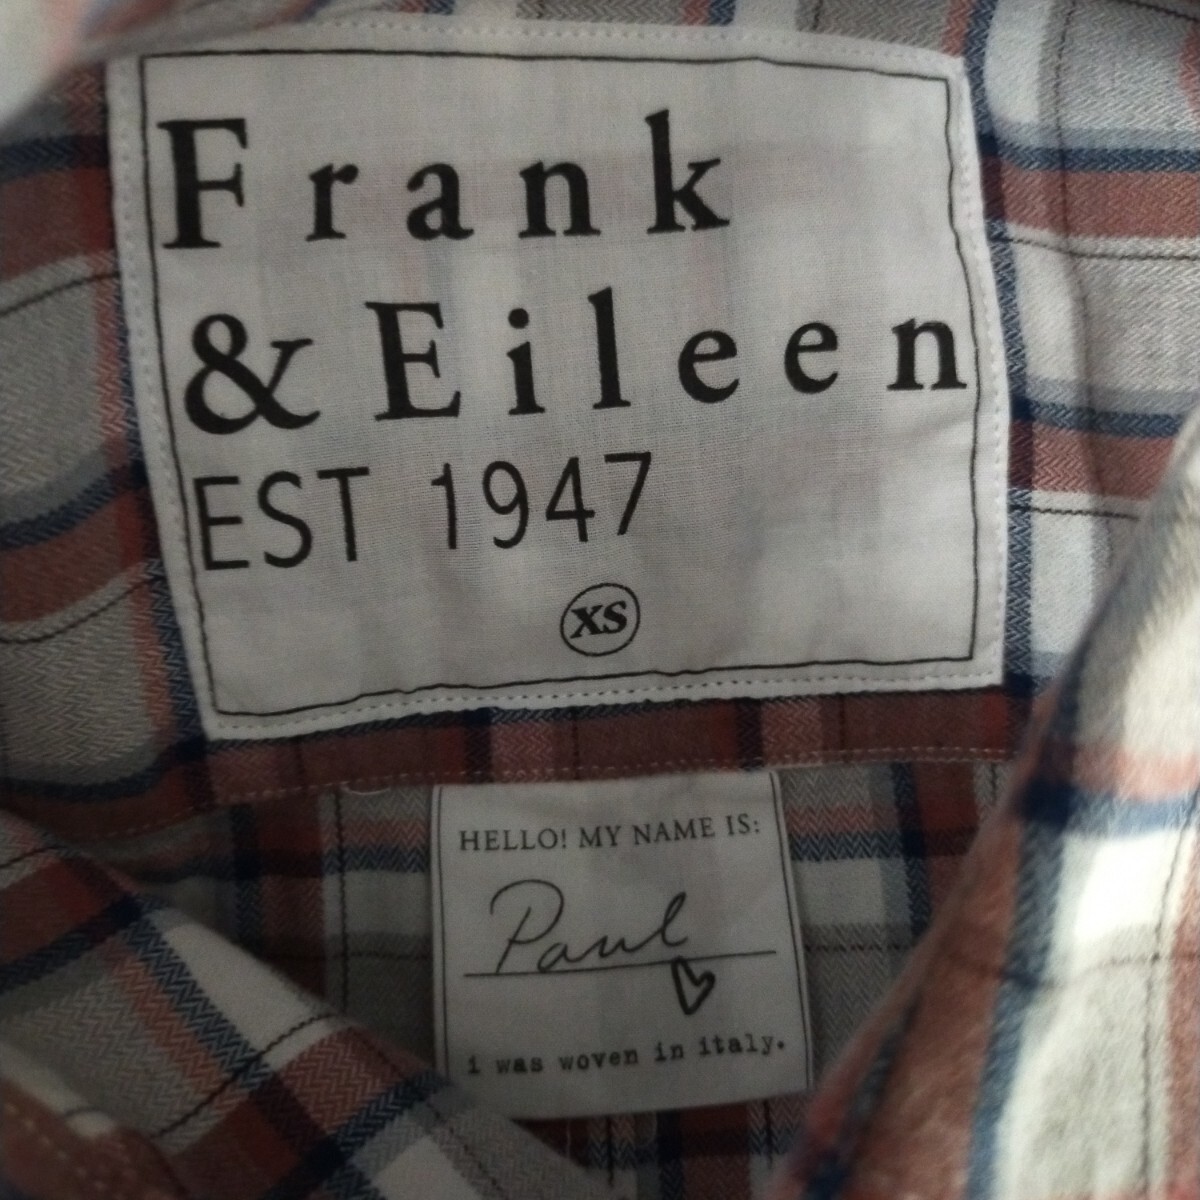 Frank
& Eileen
EST 1947
XS
HELLO! MY NAME IS:
Paul
i was woven in italy.